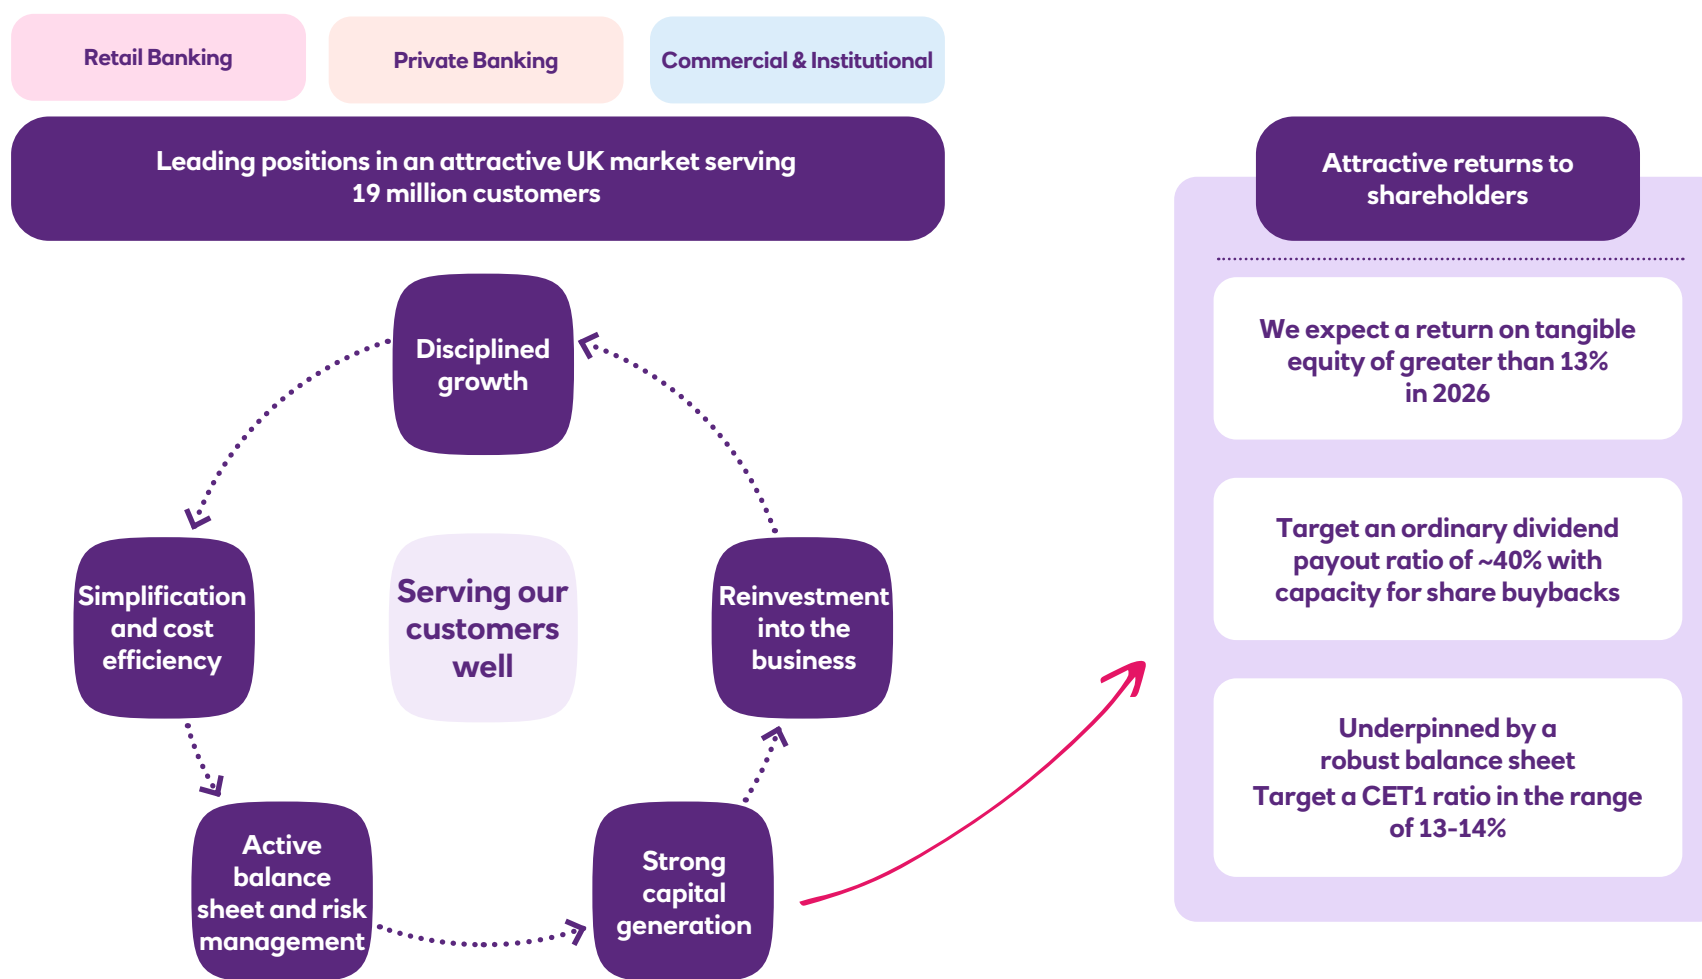 Retail Banking
Private Banking
Commercial & Institutional
Leading positions in an attractive UK market serving
19 million customers
Disciplined
growth
Simplification
and cost
efficiency
Serving our
customers
well
Reinvestment
into the
business
Active
balance
sheet and risk
management
Strong
capital
generation
Attractive returns to
shareholders
We expect a return on tangible
equity of greater than 13%
in 2026
Target an ordinary dividend
payout ratio of ~40% with
capacity for share buybacks
Underpinned by a
robust balance sheet
Target a CET1 ratio in the range
of 13-14%